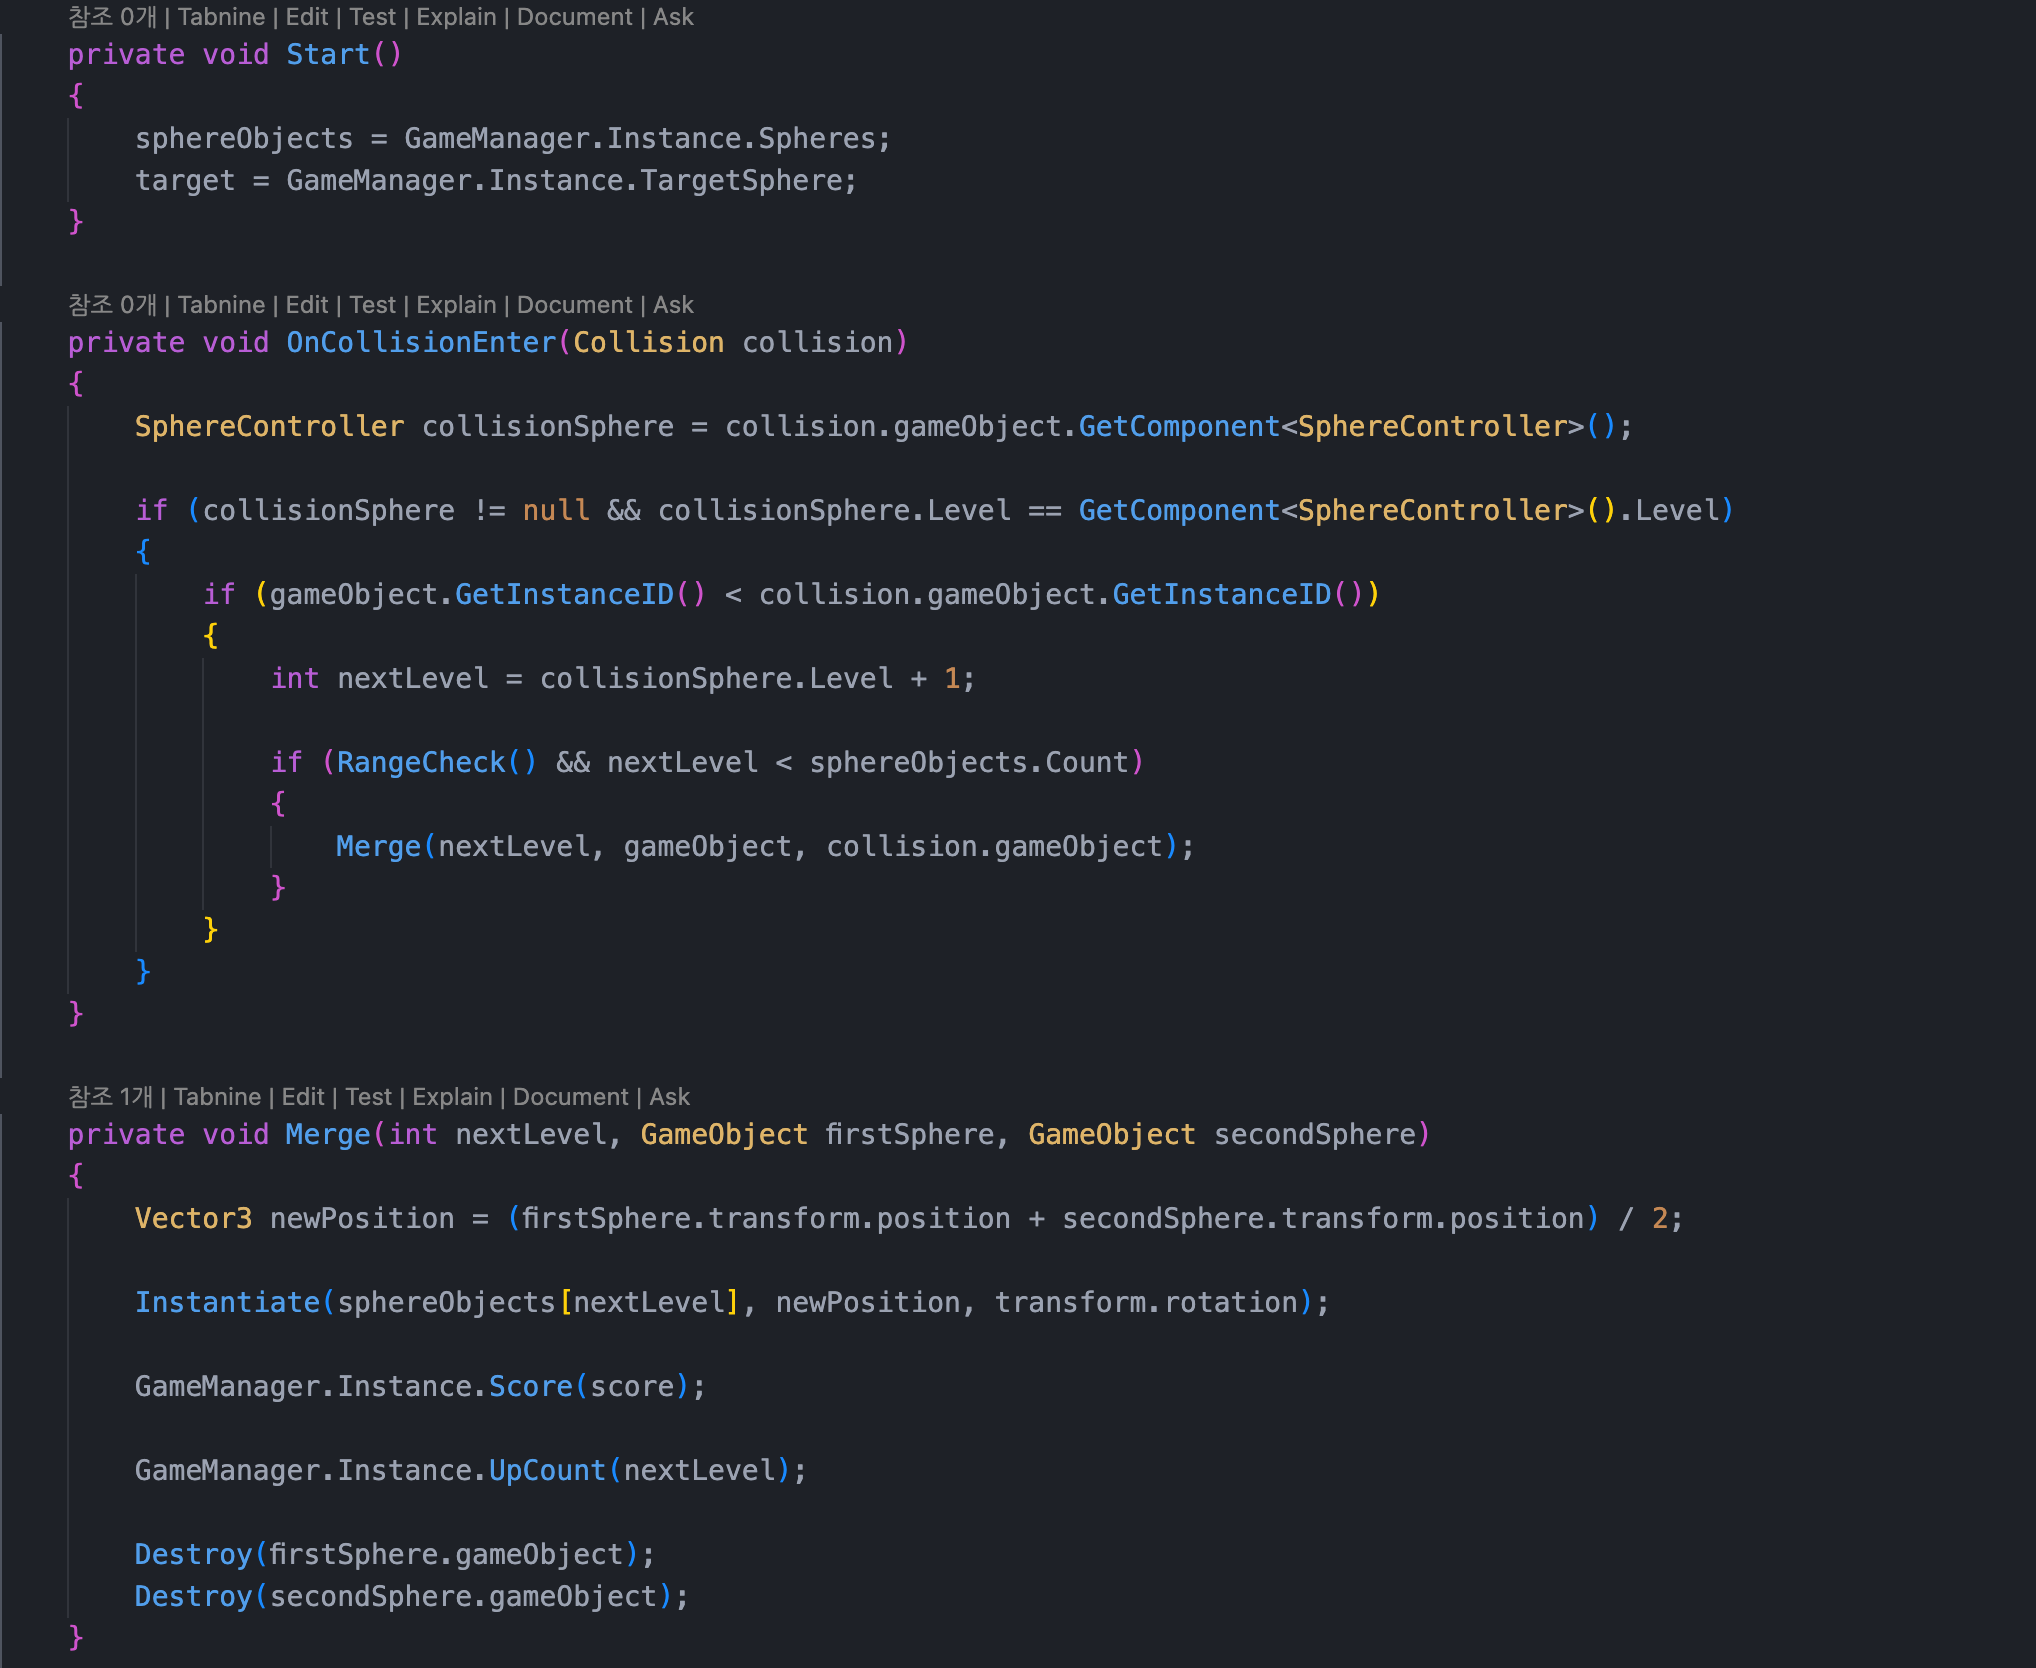 참조 0개 | Tabnine | Edit | Test | Explain | Document | Ask
private void Start()
{
    sphereObjects = GameManager.Instance.Spheres;
    target = GameManager.Instance.TargetSphere;
}
참조 0개 | Tabnine | Edit | Test | Explain | Document | Ask
private void OnCollisionEnter(Collision collision)
{
    SphereController collisionSphere = collision.gameObject.GetComponent<SphereController>();
    if (collisionSphere != null && collisionSphere.Level == GetComponent<SphereController>().Level)
    {
        if (gameObject.GetInstanceID() < collision.gameObject.GetInstanceID())
        {
            int nextLevel = collisionSphere.Level + 1;
            if (RangeCheck() && nextLevel < sphereObjects.Count)
            {
                Merge(nextLevel, gameObject, collision.gameObject);
            }
        }
    }
}
참조 1개 | Tabnine | Edit | Test | Explain | Document | Ask
private void Merge(int nextLevel, GameObject firstSphere, GameObject secondSphere)
{
    Vector3 newPosition = (firstSphere.transform.position + secondSphere.transform.position) / 2;
    Instantiate(sphereObjects[nextLevel], newPosition, transform.rotation);
    GameManager.Instance.Score(score);
    GameManager.Instance.UpCount(nextLevel);
    Destroy(firstSphere.gameObject);
    Destroy(secondSphere.gameObject);
}